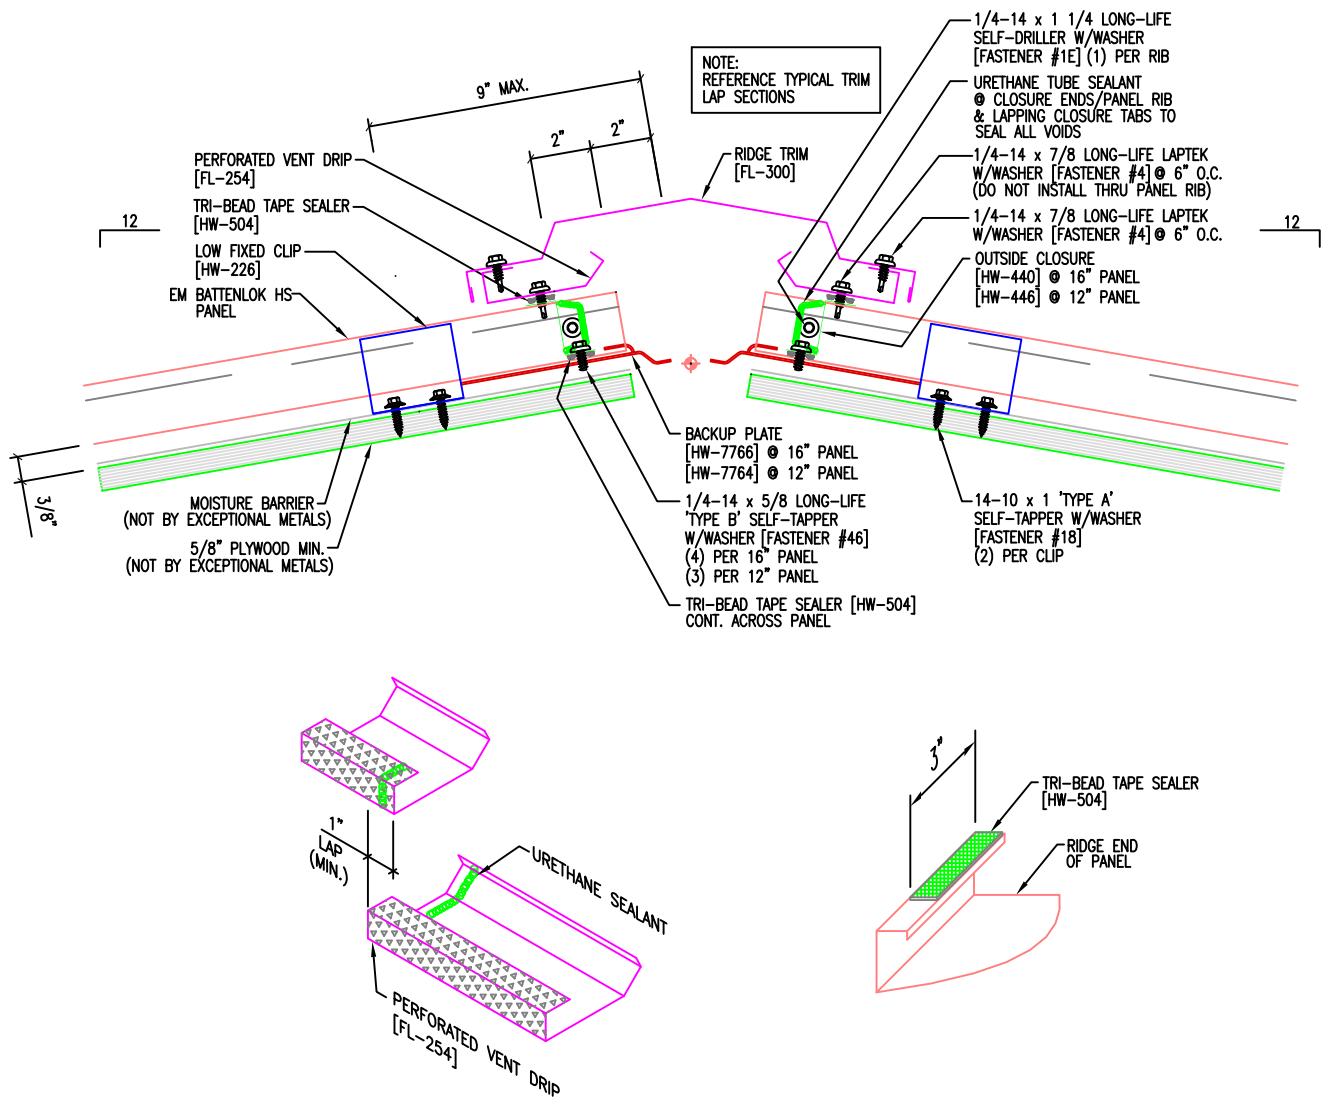 1/4-14 x 1 1/4 LONG-LIFE
SELF-DRILLER W/WASHER
[FASTENER #1E] (1) PER RIB
NOTE:
REFERENCE TYPICAL TRIM
LAP SECTIONS
URETHANE TUBE SEALANT
@ CLOSURE ENDS/PANEL RIB
& LAPPING CLOSURE TABS TO
SEAL ALL VOIDS
9" MAX.
2"
2"
PERFORATED VENT DRIP
[FL-254]
RIDGE TRIM
[FL-300]
1/4-14 x 7/8 LONG-LIFE LAPTEK
W/WASHER [FASTENER #4] @ 6" O.C.
(DO NOT INSTALL THRU PANEL RIB)
TRI-BEAD TAPE SEALER
[HW-504]
1/4-14 x 7/8 LONG-LIFE LAPTEK
W/WASHER [FASTENER #4] @ 6" O.C.
12
12
LOW FIXED CLIP
[HW-226]
OUTSIDE CLOSURE
[HW-440] @ 16" PANEL
[HW-446] @ 12" PANEL
EM BATTENLOK HS
PANEL
BACKUP PLATE
[HW-7766] @ 16" PANEL
[HW-7764] @ 12" PANEL
3/8"
MOISTURE BARRIER
(NOT BY EXCEPTIONAL METALS)
5/8" PLYWOOD MIN.
(NOT BY EXCEPTIONAL METALS)
1/4-14 x 5/8 LONG-LIFE
'TYPE B' SELF-TAPPER
W/WASHER [FASTENER #46]
(4) PER 16" PANEL
(3) PER 12" PANEL
14-10 x 1 'TYPE A'
SELF-TAPPER W/WASHER
[FASTENER #18]
(2) PER CLIP
TRI-BEAD TAPE SEALER [HW-504]
CONT. ACROSS PANEL
1"
LAP
(MIN.)
URETHANE SEALANT
PERFORATED VENT DRIP
[FL-254]
3"
TRI-BEAD TAPE SEALER
[HW-504]
RIDGE END
OF PANEL